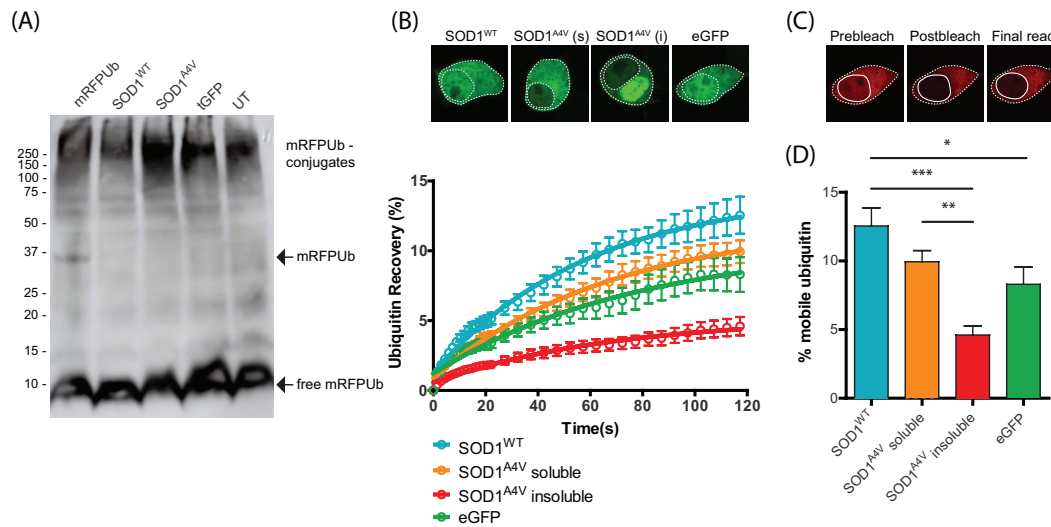 (A)
mRFPUb
SOD1WT
SOD1A4V
tGFP
UT
250 -
150 -
100 -
75 -
50 -
37 -
25 -
20 -
15 -
10 -
mRFPUb - conjugates
mRFPUb
free mRFPUb
(B)
SOD1WT
SOD1A4V (s)
SOD1A4V (i)
eGFP
Ubiquitin Recovery (%)
15
10
5
0
0
20
40
60
80
100
120
Time(s)
SOD1WT
SOD1A4V soluble
SOD1A4V insoluble
eGFP
(C)
Prebleach
Postbleach
Final read
(D)
*
***
**
% mobile ubiquitin
15
10
5
0
SOD1WT
SOD1A4V soluble
SOD1A4V insoluble
eGFP